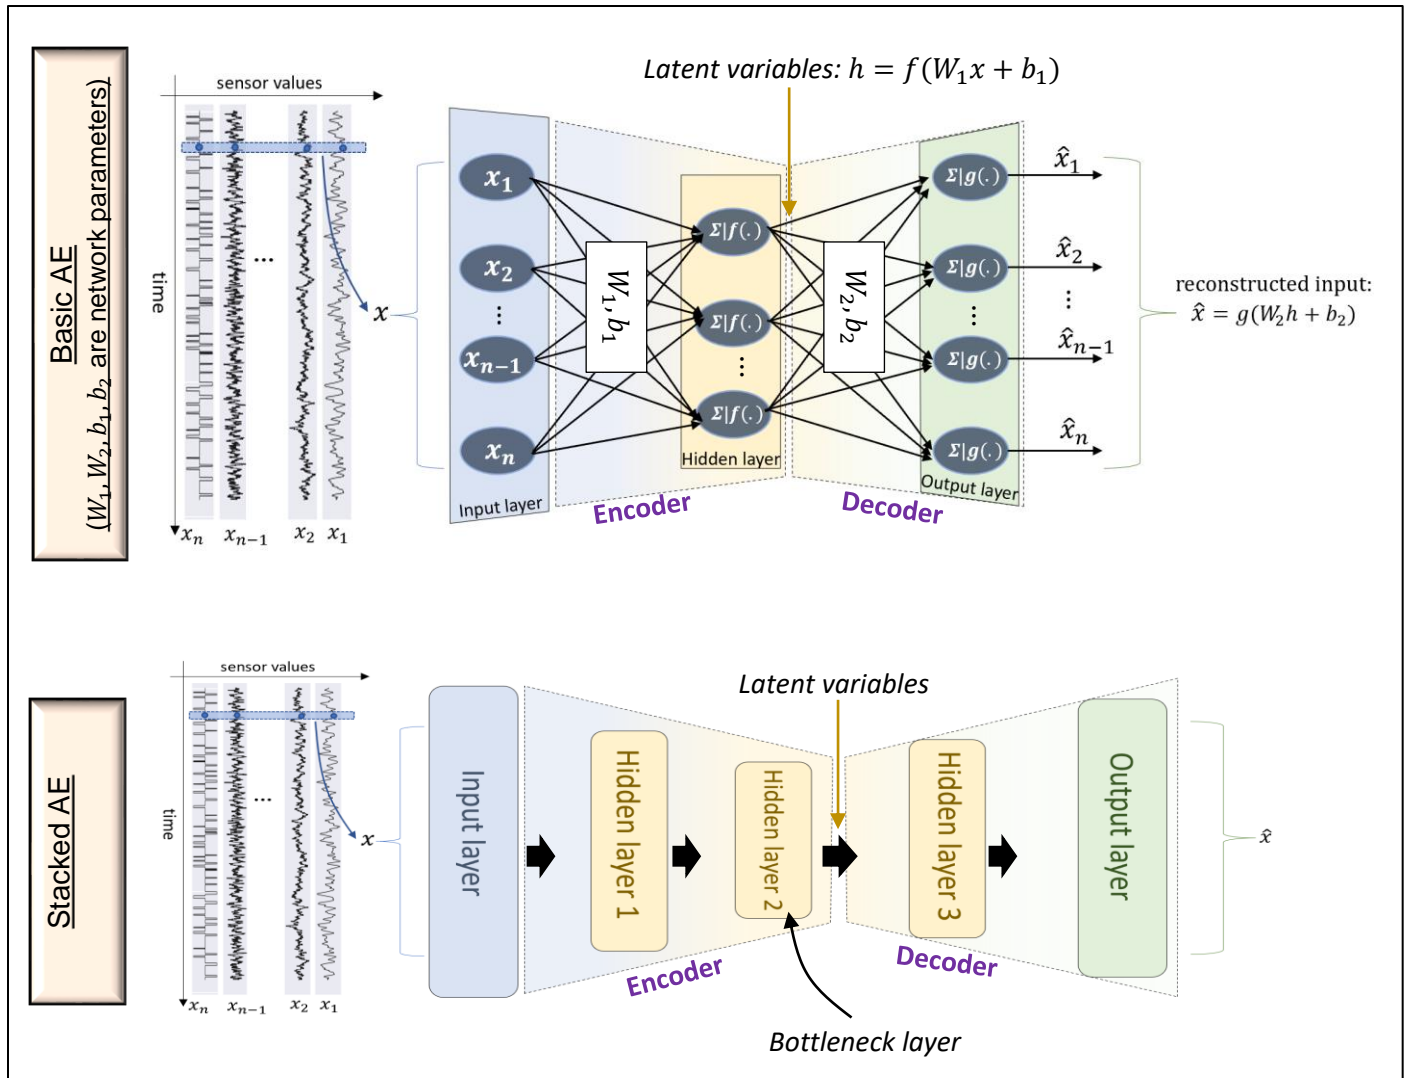 Basic AE
(W₁, W₂, b₁, b₂ are network parameters)
sensor values
time
...
xₙ xₙ₋₁ x₂ x₁
x
Latent variables: h = f(W₁x + b₁)
x₁
x₂
⋮
xₙ₋₁
xₙ
Input layer
W₁, b₁
Σ|f(.)
Σ|f(.)
⋮
Σ|f(.)
Hidden layer
Encoder
W₂, b₂
Decoder
Σ|g(.)
Σ|g(.)
⋮
Σ|g(.)
Σ|g(.)
Output layer
x̂₁
x̂₂
⋮
x̂ₙ₋₁
x̂ₙ
reconstructed input:
x̂ = g(W₂h + b₂)
Stacked AE
sensor values
time
...
xₙ xₙ₋₁ x₂ x₁
x
Input layer
Hidden layer 1
Hidden layer 2
Encoder
Latent variables
Bottleneck layer
Hidden layer 3
Decoder
Output layer
x̂